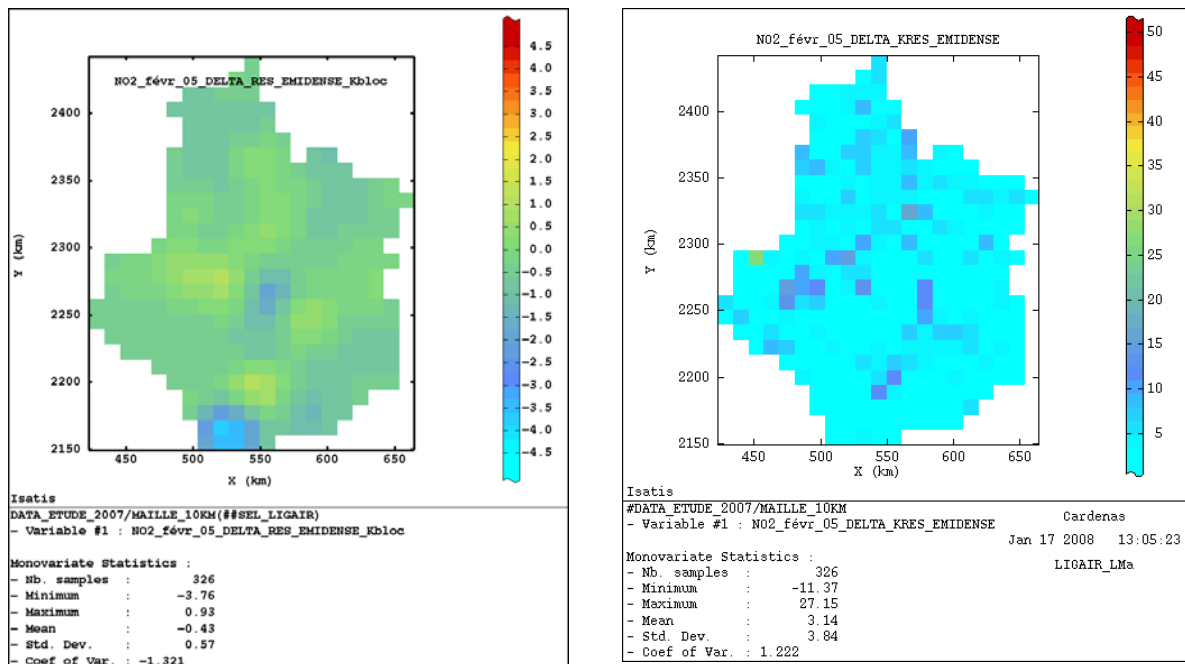 NO2_févr_05_DELTA_RES_EMIDENSE_Kbloc
4.5
4.0
3.5
3.0
2.5
2.0
1.5
1.0
0.5
0.0
-0.5
-1.0
-1.5
-2.0
-2.5
-3.0
-3.5
-4.0
-4.5
2400
2350
2300
2250
2200
2150
Y (km)
450 500 550 600 650
X (km)
Isatis
DATA_ETUDE_2007/MAILLE_10KM(##SEL_LIGAIR)
- Variable #1 : NO2_févr_05_DELTA_RES_EMIDENSE_Kbloc
Monovariate Statistics :
- Nb. samples : 326
- Minimum : -3.76
- Maximum : 0.93
- Mean : -0.43
- Std. Dev. : 0.57
- Coef of Var. : -1.321
NO2_févr_05_DELTA_KRES_EMIDENSE
50
45
40
35
30
25
20
15
10
5
2400
2350
2300
2250
2200
2150
Y (km)
450 500 550 600 650
X (km)
Isatis
#DATA_ETUDE_2007/MAILLE_10KM
- Variable #1 : NO2_févr_05_DELTA_KRES_EMIDENSE
Cardenas
Jan 17 2008 13:05:23
LIGAIR_LMa
Monovariate Statistics :
- Nb. samples : 326
- Minimum : -11.37
- Maximum : 27.15
- Mean : 3.14
- Std. Dev. : 3.84
- Coef of Var. : 1.222